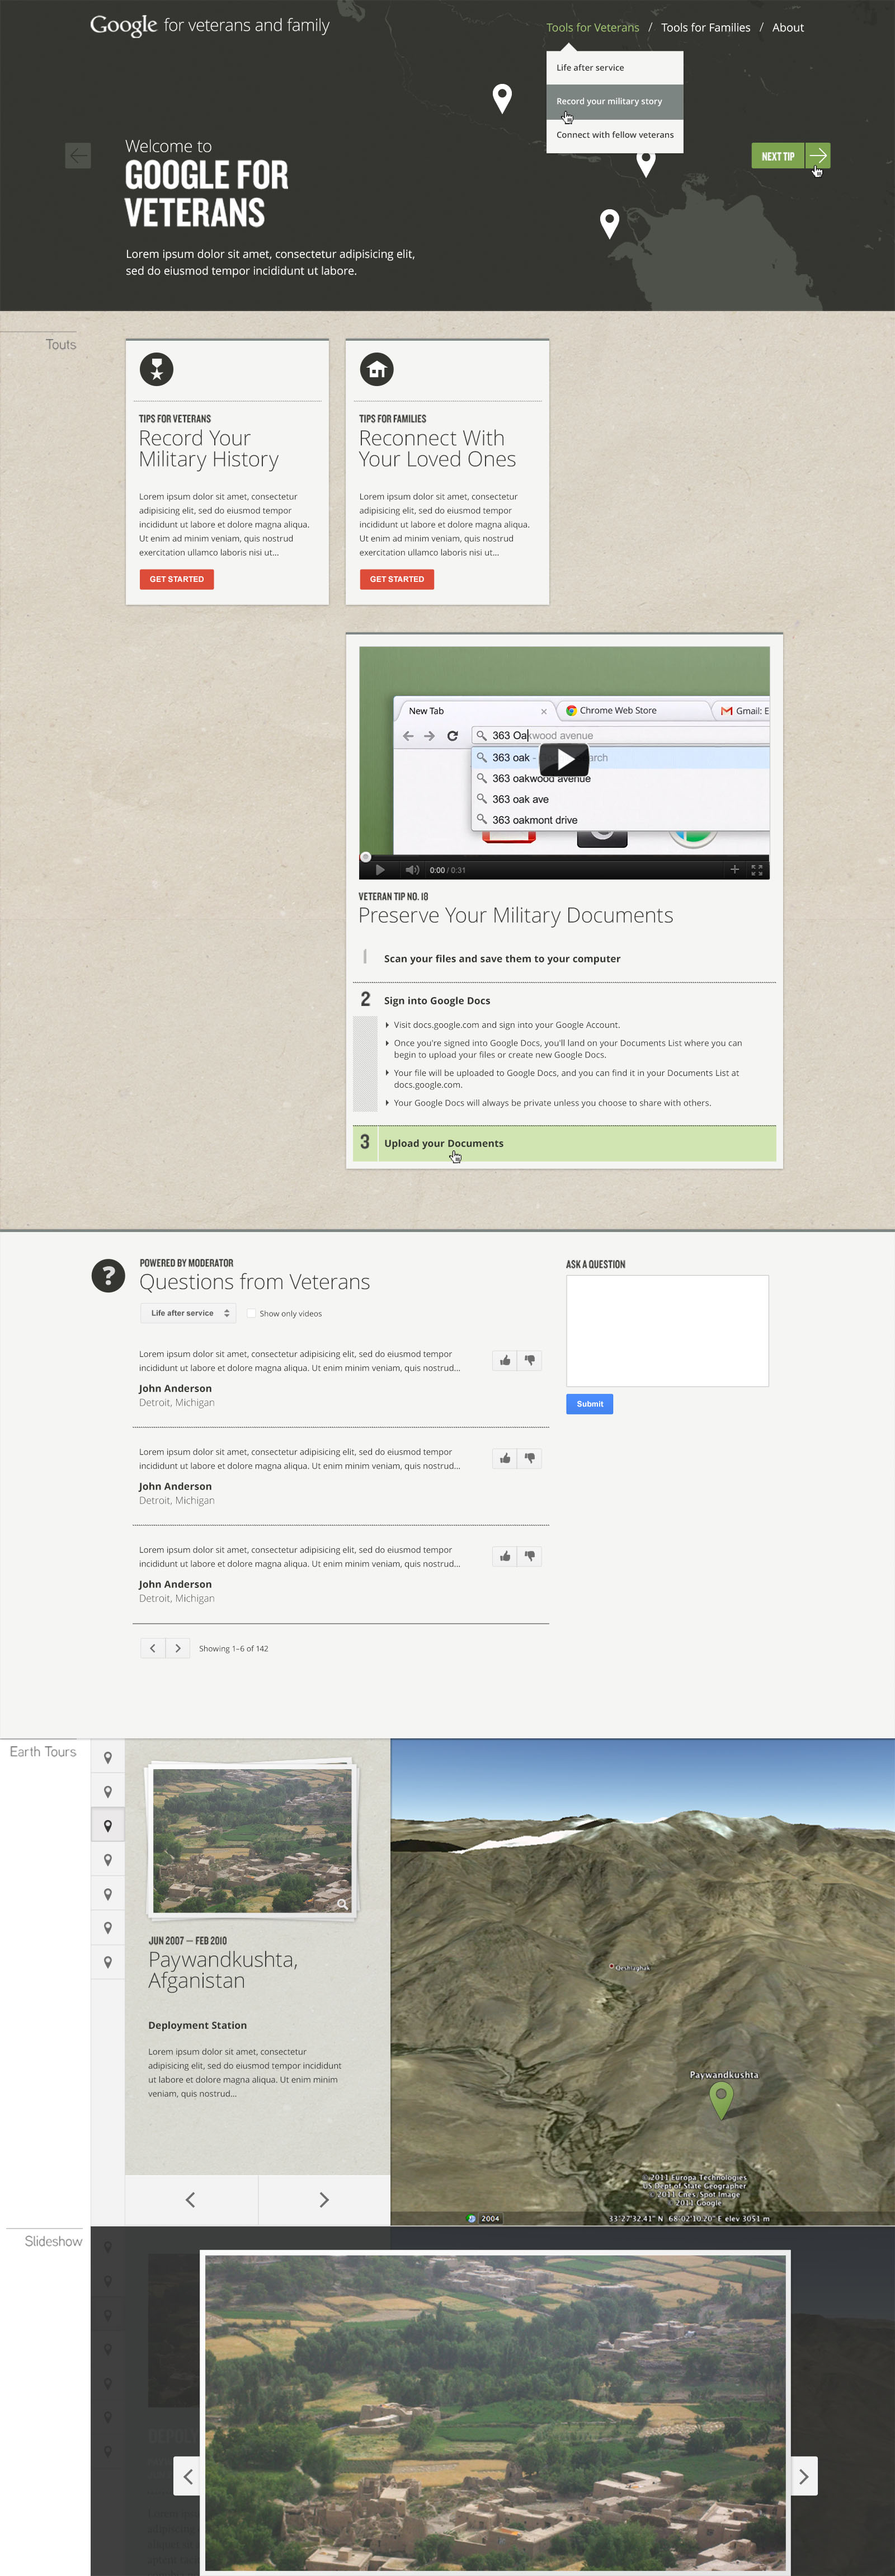 Google for veterans and family
Tools for Veterans / Tools for Families / About
Life after service
Record your military story
Connect with fellow veterans
Welcome to
GOOGLE FOR
VETERANS
NEXT TIP
Lorem ipsum dolor sit amet, consectetur adipisicing elit,
sed do eiusmod tempor incididunt ut labore.
Touts
TIPS FOR VETERANS
Record Your
Military History
Lorem ipsum dolor sit amet, consectetur
adipisicing elit, sed do eiusmod tempor
incididunt ut labore et dolore magna aliqua.
Ut enim ad minim veniam, quis nostrud
exercitation ullamco laboris nisi ut...
GET STARTED
TIPS FOR FAMILIES
Reconnect With
Your Loved Ones
Lorem ipsum dolor sit amet, consectetur
adipisicing elit, sed do eiusmod tempor
incididunt ut labore et dolore magna aliqua.
Ut enim ad minim veniam, quis nostrud
exercitation ullamco laboris nisi ut...
GET STARTED
New Tab
Chrome Web Store
Gmail: E
363 Oakwood avenue
363 oak - arch
363 oakwood avenue
363 oak ave
363 oakmont drive
0:00 / 0:31
VETERAN TIP NO. 18
Preserve Your Military Documents
1 Scan your files and save them to your computer
2 Sign into Google Docs
Visit docs.google.com and sign into your Google Account.
Once you're signed into Google Docs, you'll land on your Documents List where you can
begin to upload your files or create new Google Docs.
Your file will be uploaded to Google Docs, and you can find it in your Documents List at
docs.google.com.
Your Google Docs will always be private unless you choose to share with others.
3 Upload your Documents
?
POWERED BY MODERATOR
Questions from Veterans
Life after service
Show only videos
Lorem ipsum dolor sit amet, consectetur adipisicing elit, sed do eiusmod tempor
incididunt ut labore et dolore magna aliqua. Ut enim minim veniam, quis nostrud...
John Anderson
Detroit, Michigan
Lorem ipsum dolor sit amet, consectetur adipisicing elit, sed do eiusmod tempor
incididunt ut labore et dolore magna aliqua. Ut enim minim veniam, quis nostrud...
John Anderson
Detroit, Michigan
Lorem ipsum dolor sit amet, consectetur adipisicing elit, sed do eiusmod tempor
incididunt ut labore et dolore magna aliqua. Ut enim minim veniam, quis nostrud...
John Anderson
Detroit, Michigan
Showing 1–6 of 142
ASK A QUESTION
Submit
Earth Tours
JUN 2007 – FEB 2010
Paywandkushta,
Afganistan
Deployment Station
Lorem ipsum dolor sit amet, consectetur
adipisicing elit, sed do eiusmod tempor incididunt
ut labore et dolore magna aliqua. Ut enim minim
veniam, quis nostrud...
Qeshlaghak
Paywandkushta
©2011 Europa Technologies
US Dept of State Geographer
©2011 Cnes/Spot Image
©2011 Google
2004
33°27'32.41" N 68°02'10.20" E elev 3051 m
Slideshow